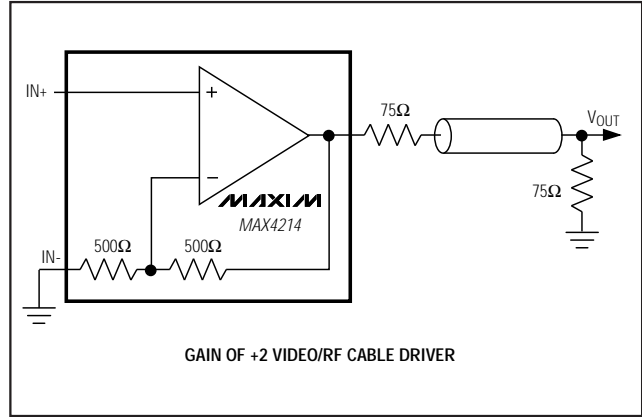 IN+
+
75Ω
VOUT
−
75Ω
MAXIM
MAX4214
IN-
500Ω
500Ω
GAIN OF +2 VIDEO/RF CABLE DRIVER